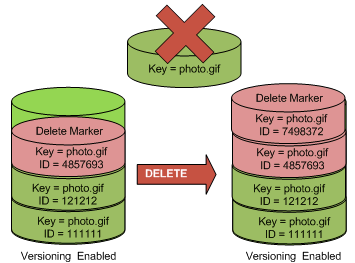 Key = photo.gif
Delete Marker
Key = photo.gif
ID = 4857693
Key = photo.gif
ID = 121212
Key = photo.gif
ID = 111111
Versioning Enabled
DELETE
Delete Marker
Key = photo.gif
ID = 7498372
Key = photo.gif
ID = 4857693
Key = photo.gif
ID = 121212
Key = photo.gif
ID = 111111
Versioning Enabled